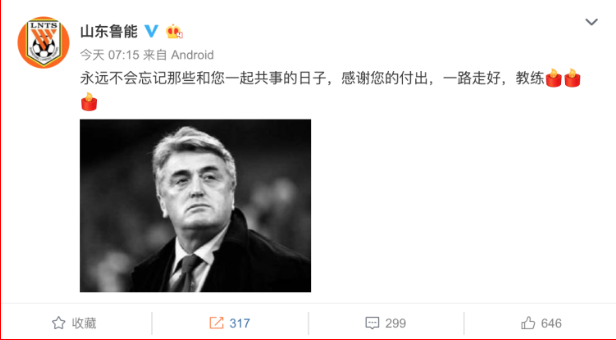 LNTS
山东鲁能
今天 07:15 来自 Android
永远不会忘记那些和您一起共事的日子，感谢您的付出，一路走好，教练
收藏
317
299
646